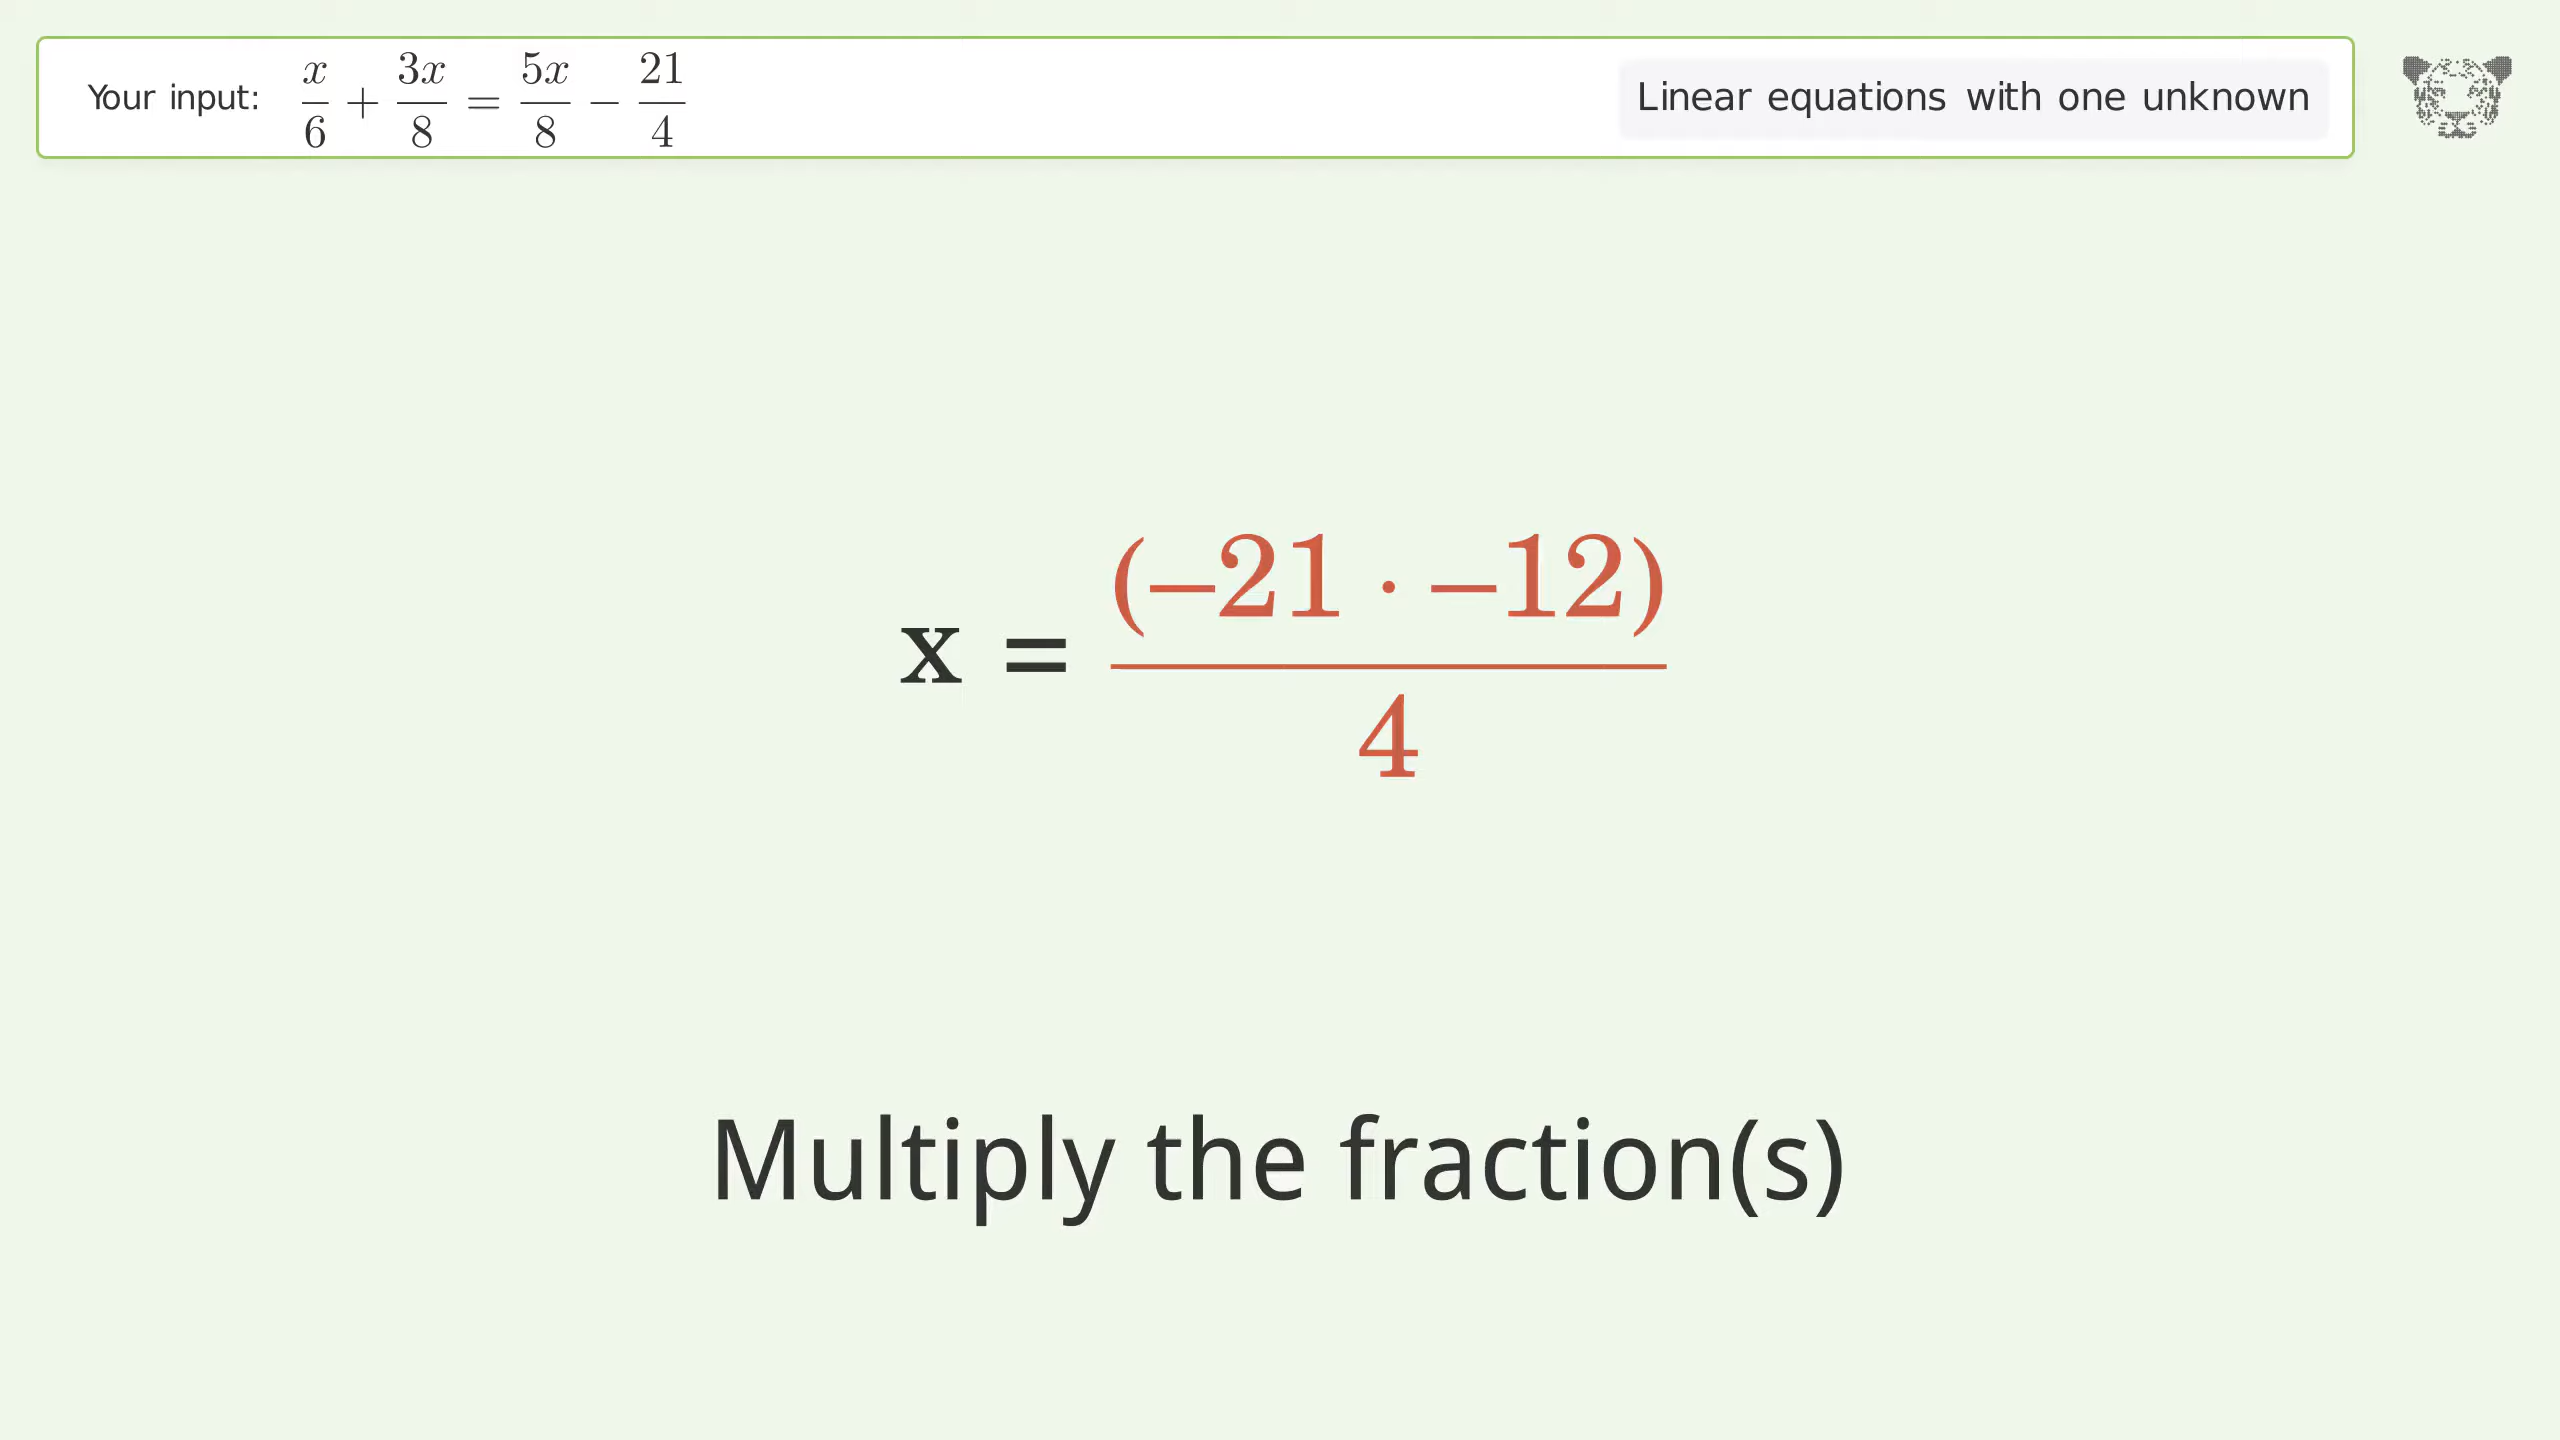 Your input: x/6 + 3x/8 = 5x/8 − 21/4
Linear equations with one unknown
x = (−21 · −12)/4
Multiply the fraction(s)